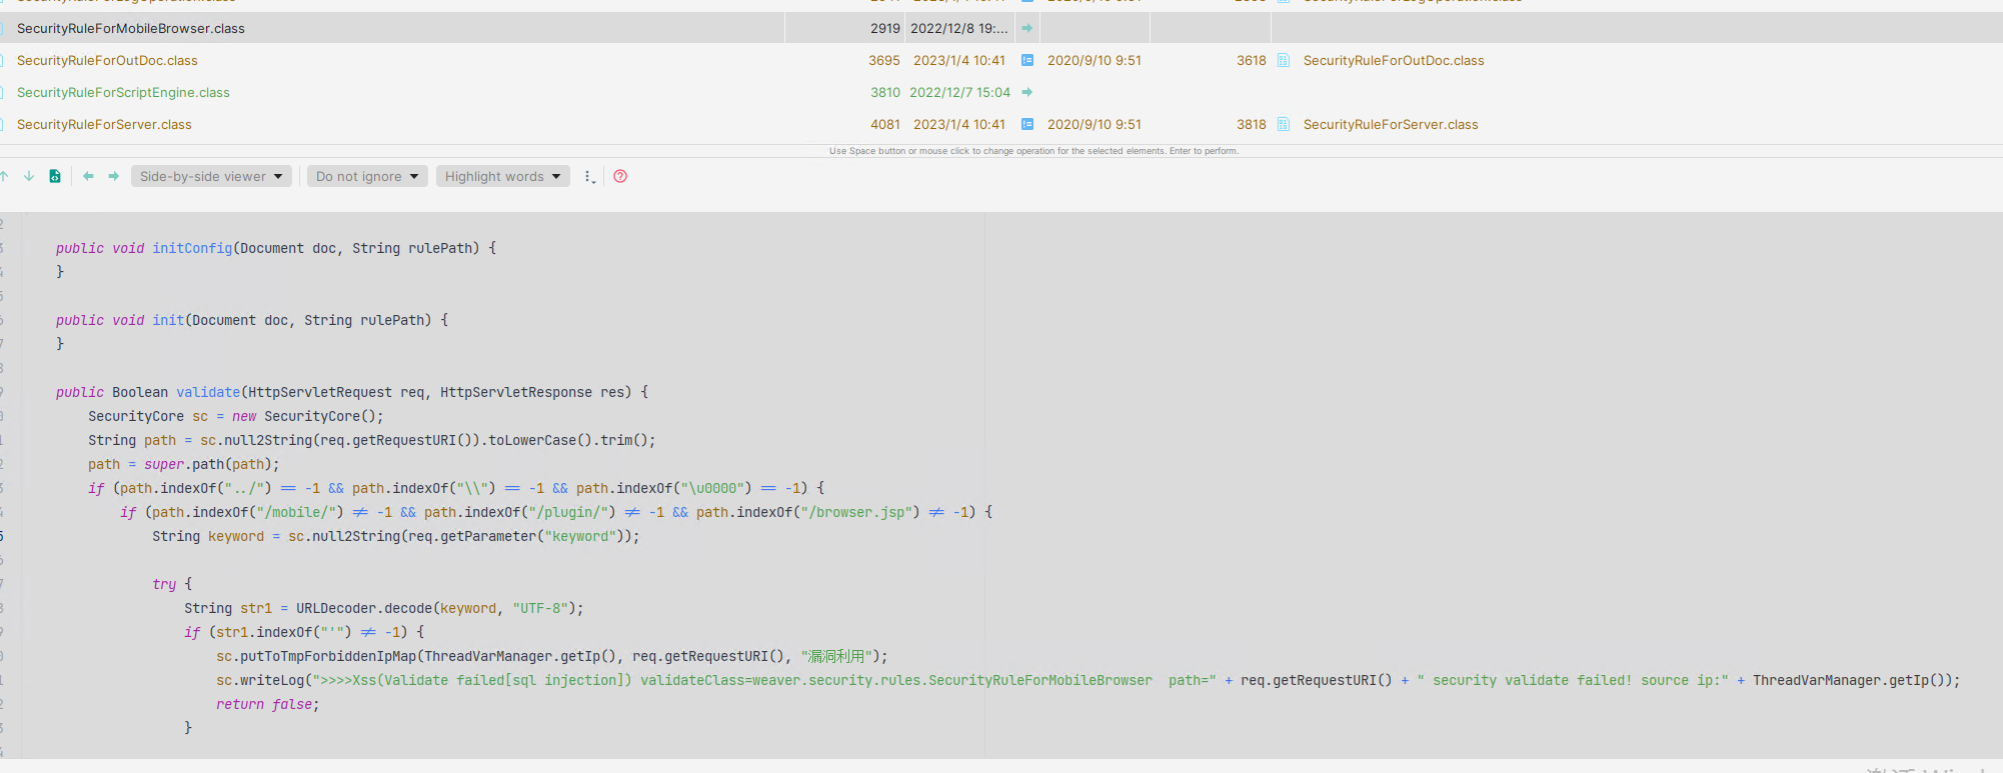 SecurityRuleForMobileBrowser.class 2919 2022/12/8 19:...
SecurityRuleForOutDoc.class 3695 2023/1/4 10:41 2020/9/10 9:51 3618 SecurityRuleForOutDoc.class
SecurityRuleForScriptEngine.class 3810 2022/12/7 15:04
SecurityRuleForServer.class 4081 2023/1/4 10:41 2020/9/10 9:51 3818 SecurityRuleForServer.class
Use Space button or mouse click to change operation for the selected elements. Enter to perform.
Side-by-side viewer Do not ignore Highlight words
public void initConfig(Document doc, String rulePath) {
}
public void init(Document doc, String rulePath) {
}
public Boolean validate(HttpServletRequest req, HttpServletResponse res) {
SecurityCore sc = new SecurityCore();
String path = sc.null2String(req.getRequestURI()).toLowerCase().trim();
path = super.path(path);
if (path.indexOf("../") == -1 && path.indexOf("\\") == -1 && path.indexOf("\u0000") == -1) {
if (path.indexOf("/mobile/") != -1 && path.indexOf("/plugin/") != -1 && path.indexOf("/browser.jsp") != -1) {
String keyword = sc.null2String(req.getParameter("keyword"));
try {
String str1 = URLDecoder.decode(keyword, "UTF-8");
if (str1.indexOf("'") != -1) {
sc.putToTmpForbiddenIpMap(ThreadVarManager.getIp(), req.getRequestURI(), "漏洞利用");
sc.writeLog(">>>>Xss(Validate failed[sql injection]) validateClass=weaver.security.rules.SecurityRuleForMobileBrowser  path=" + req.getRequestURI() + " security validate failed! source ip:" + ThreadVarManager.getIp());
return false;
}